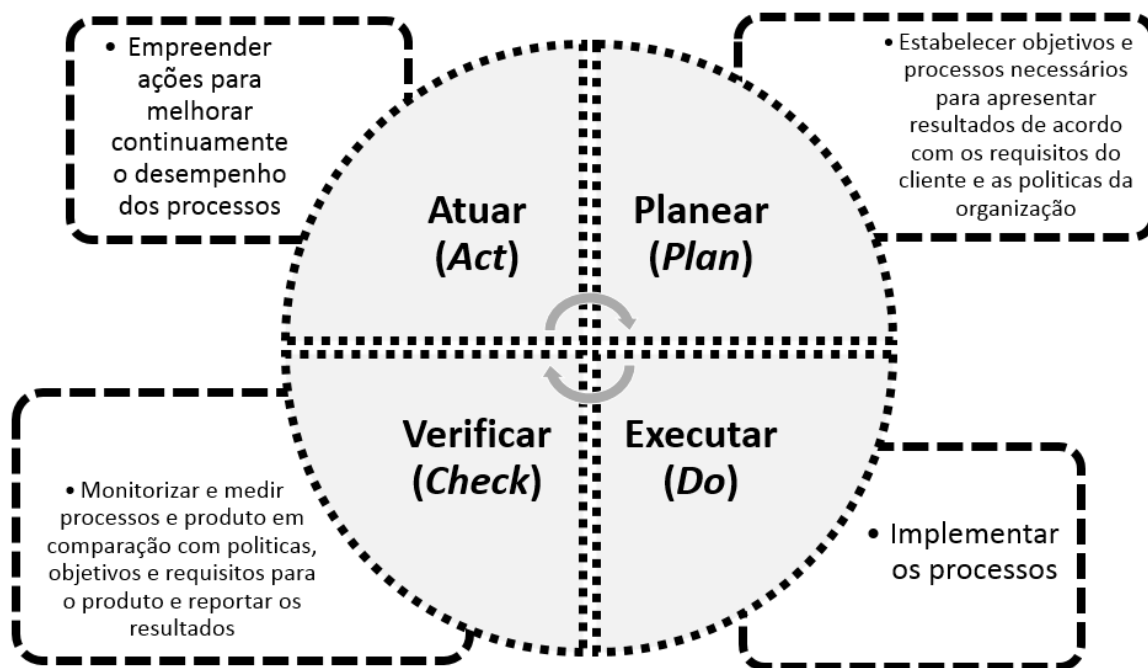 • Empreender
ações para
melhorar
continuamente
o desempenho
dos processos
• Estabelecer objetivos e
processos necessários
para apresentar
resultados de acordo
com os requisitos do
cliente e as politicas da
organização
Atuar
(Act)
Planear
(Plan)
Verificar
(Check)
Executar
(Do)
• Monitorizar e medir
processos e produto em
comparação com politicas,
objetivos e requisitos para
o produto e reportar os
resultados
• Implementar
os processos